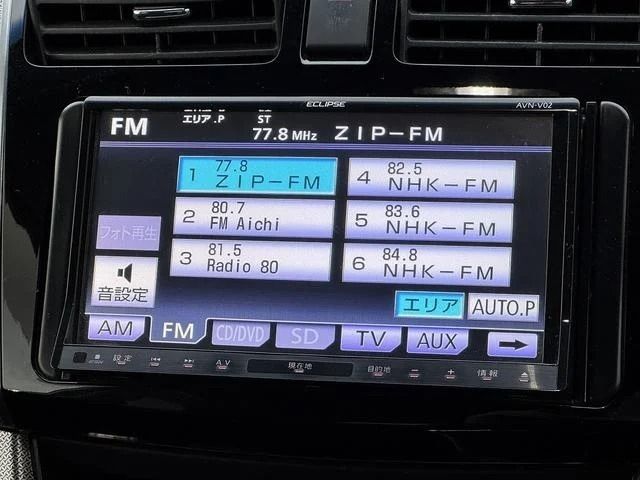 ECLIPSE
AVN-V02
FM
エリア.P
ST
77.8 MHz ZIP-FM
1 77.8 ZIP-FM
4 82.5 NHK-FM
2 80.7 FM Aichi
5 83.6 NHK-FM
3 81.5 Radio 80
6 84.8 NHK-FM
フォト再生
音設定
エリア
AUTO.P
AM
FM
CD/DVD
SD
TV
AUX
設定
A.V
現在地
目的地
－
+
情報